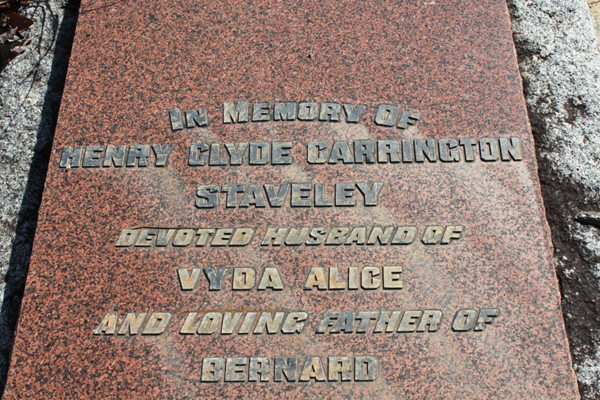 IN MEMORY OF
HENRY CLYDE CARRINGTON
STAVELEY
DEVOTED HUSBAND OF
VYDA ALICE
AND LOVING FATHER OF
BERNARD